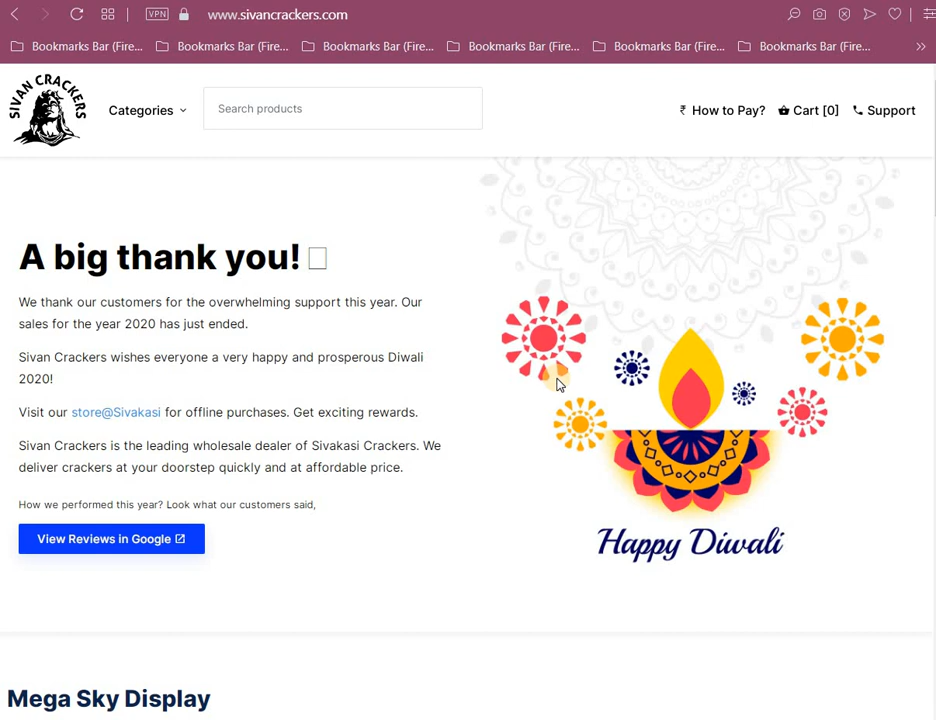 VPN
www.sivancrackers.com
Bookmarks Bar (Fire...
Bookmarks Bar (Fire...
Bookmarks Bar (Fire...
Bookmarks Bar (Fire...
Bookmarks Bar (Fire...
Bookmarks Bar (Fire...
SIVAN CRACKERS
Categories
Search products
₹ How to Pay?
Cart [0]
Support
A big thank you!
We thank our customers for the overwhelming support this year. Our
sales for the year 2020 has just ended.
Sivan Crackers wishes everyone a very happy and prosperous Diwali
2020!
Visit our store@Sivakasi for offline purchases. Get exciting rewards.
Sivan Crackers is the leading wholesale dealer of Sivakasi Crackers. We
deliver crackers at your doorstep quickly and at affordable price.
How we performed this year? Look what our customers said,
View Reviews in Google
Happy Diwali
Mega Sky Display